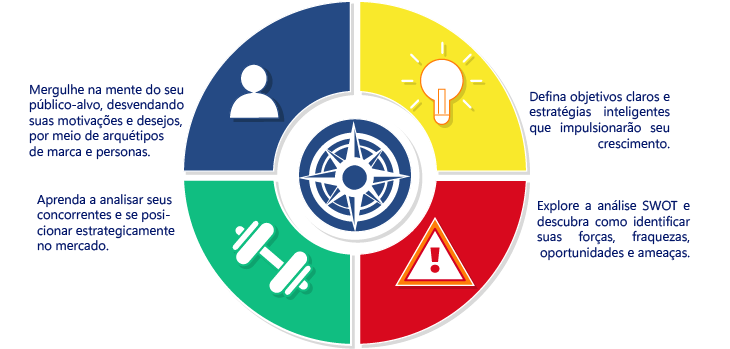 Mergulhe na mente do seu
público-alvo, desvendando
suas motivações e desejos,
por meio de arquétipos
de marca e personas.
Defina objetivos claros e
estratégias inteligentes
que impulsionarão seu
crescimento.
Aprenda a analisar seus
concorrentes e se posi-
cionar estrategicamente
no mercado.
Explore a análise SWOT e
descubra como identificar
suas forças, fraquezas,
oportunidades e ameaças.